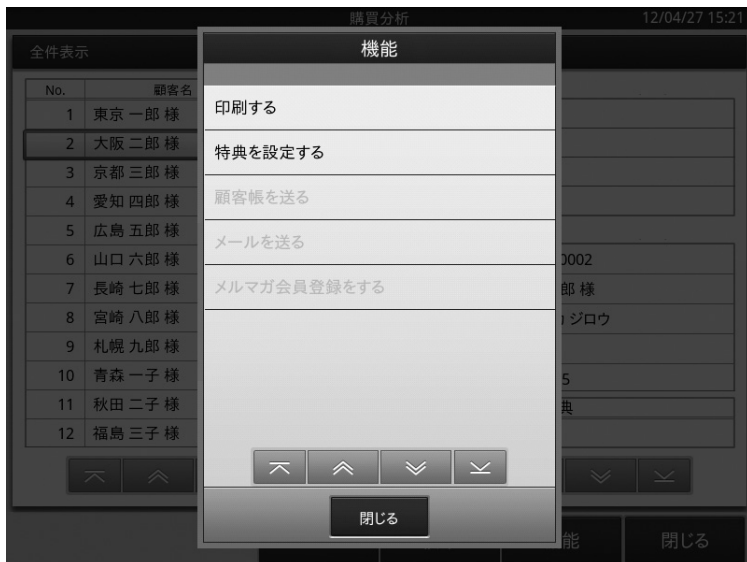 購買分析
12/04/27 15:21
全件表示
No. 顧客名
1 東京 一郎 様
2 大阪 二郎 様
3 京都 三郎 様
4 愛知 四郎 様
5 広島 五郎 様
6 山口 六郎 様
7 長崎 七郎 様
8 宮崎 八郎 様
9 札幌 九郎 様
10 青森 一子 様
11 秋田 二子 様
12 福島 三子 様
機能
印刷する
特典を設定する
顧客帳を送る
メールを送る
メルマガ会員登録をする
閉じる
0002
郎 様
ジロウ
5
典
能
閉じる